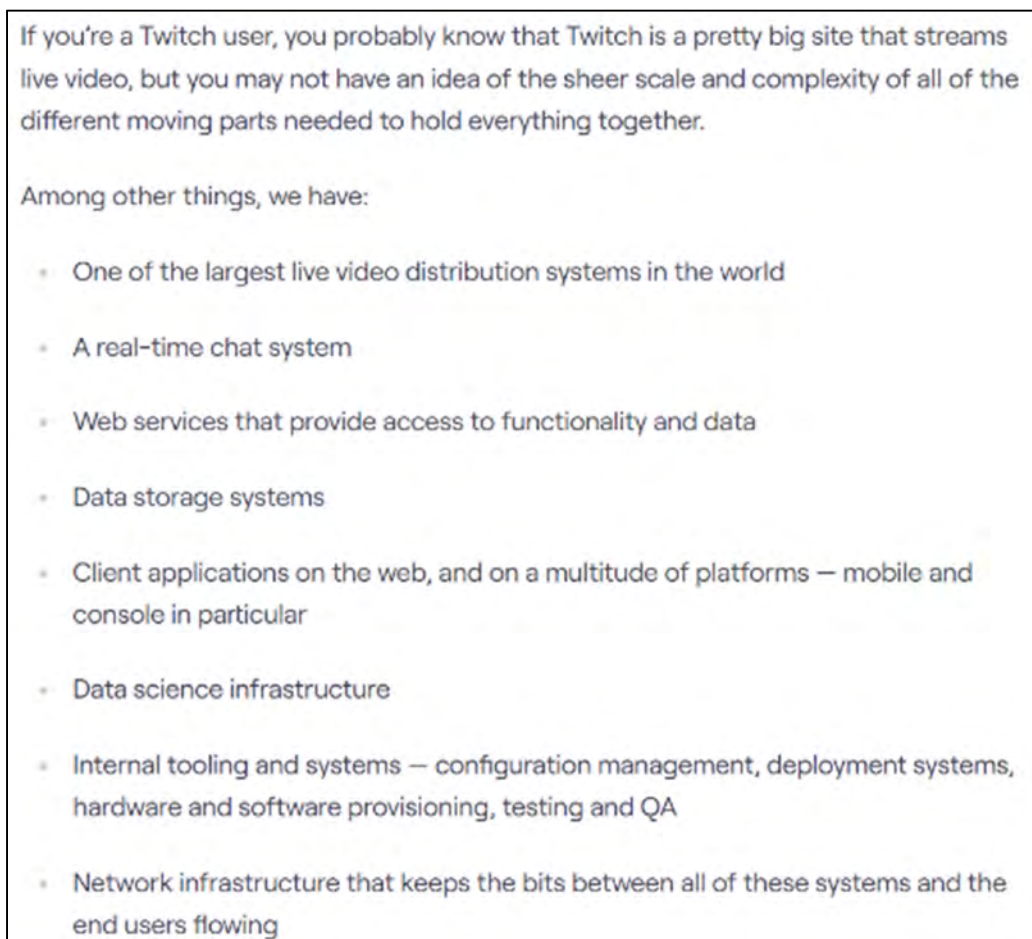 If you’re a Twitch user, you probably know that Twitch is a pretty big site that streams
live video, but you may not have an idea of the sheer scale and complexity of all of the
different moving parts needed to hold everything together.
Among other things, we have:
• One of the largest live video distribution systems in the world
• A real-time chat system
• Web services that provide access to functionality and data
• Data storage systems
• Client applications on the web, and on a multitude of platforms — mobile and
console in particular
• Data science infrastructure
• Internal tooling and systems — configuration management, deployment systems,
hardware and software provisioning, testing and QA
• Network infrastructure that keeps the bits between all of these systems and the
end users flowing